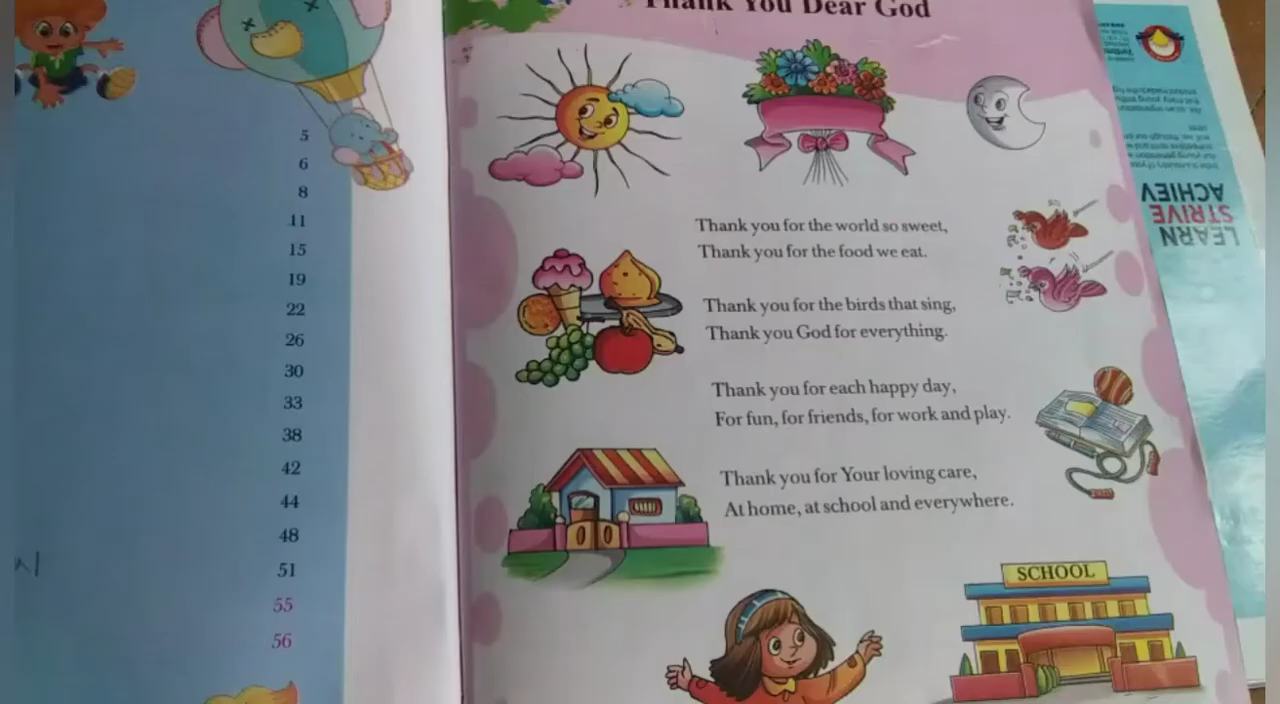 5
6
8
11
15
19
22
26
30
33
38
42
44
48
51
55
56
Thank You Dear God
Thank you for the world so sweet,
Thank you for the food we eat.
Thank you for the birds that sing,
Thank you God for everything.
Thank you for each happy day,
For fun, for friends, for work and play.
Thank you for Your loving care,
At home, at school and everywhere.
SCHOOL
LEARN
STRIVE
ACHIEV